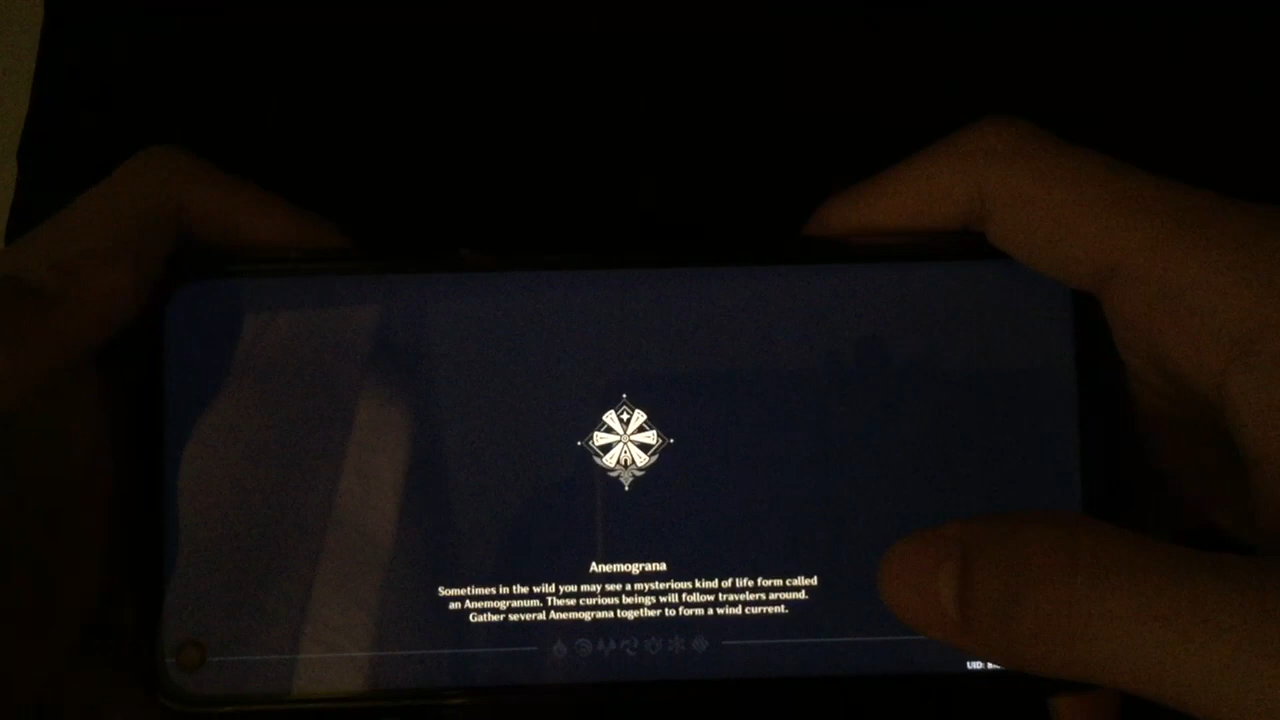 Anemograna
Sometimes in the wild you may see a mysterious kind of life form called
an Anemogranum. These curious beings will follow travelers around.
Gather several Anemograna together to form a wind current.
UID: